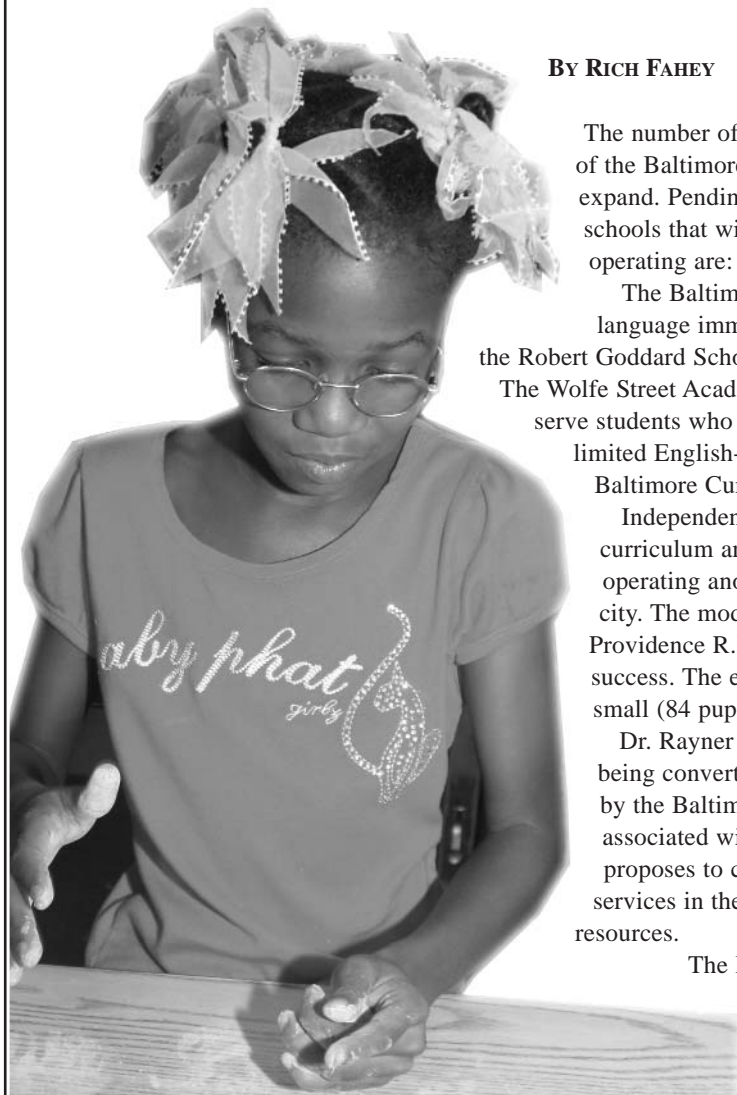 BY RICH FAHEY
The number of
of the Baltimore
expand. Pendin
schools that wi
operating are:
The Baltim
language imm
the Robert Goddard Scho
The Wolfe Street Acad
serve students who
limited English-
Baltimore Cu
Independen
curriculum a
operating ano
city. The mod
Providence R.
success. The e
small (84 pup
Dr. Rayner
being convert
by the Baltim
associated wi
proposes to c
services in the
resources.
The
aby phat
girlz